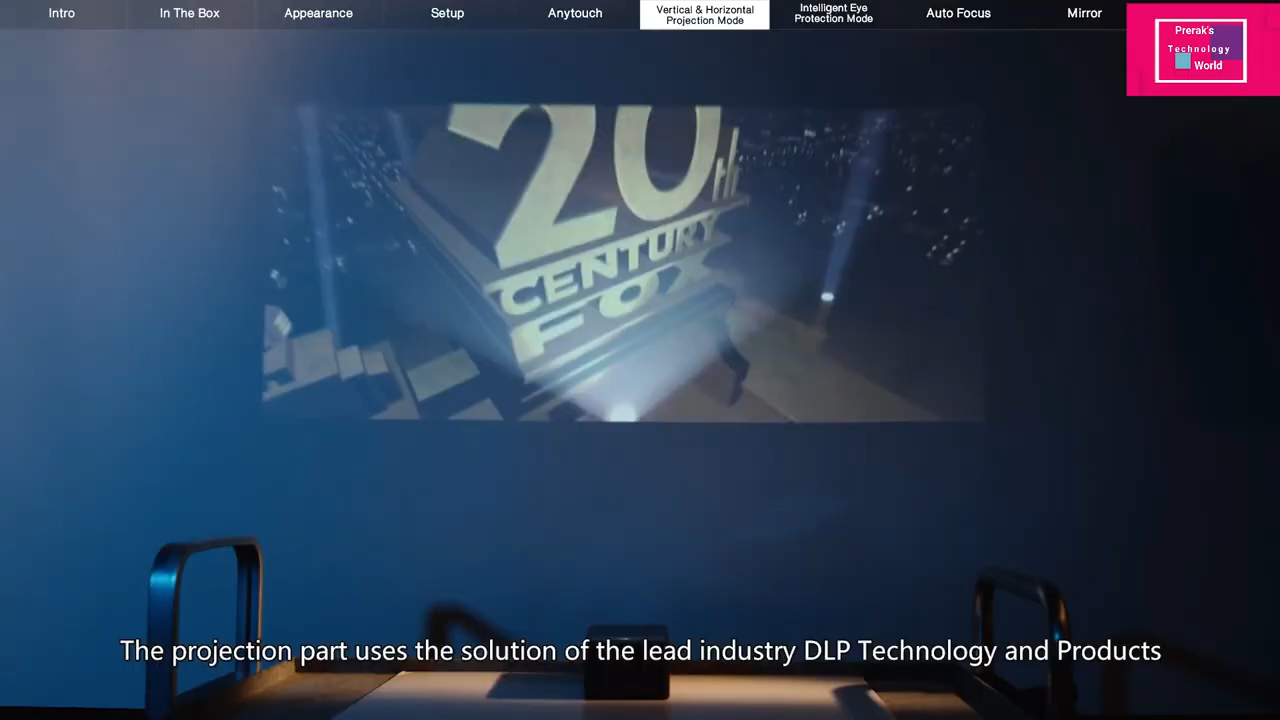 Intro
In The Box
Appearance
Setup
Anytouch
Vertical & Horizontal
Projection Mode
Intelligent Eye
Protection Mode
Auto Focus
Mirror
Prerak's
Technology
World
20TH
CENTURY
FOX
The projection part uses the solution of the lead industry DLP Technology and Products